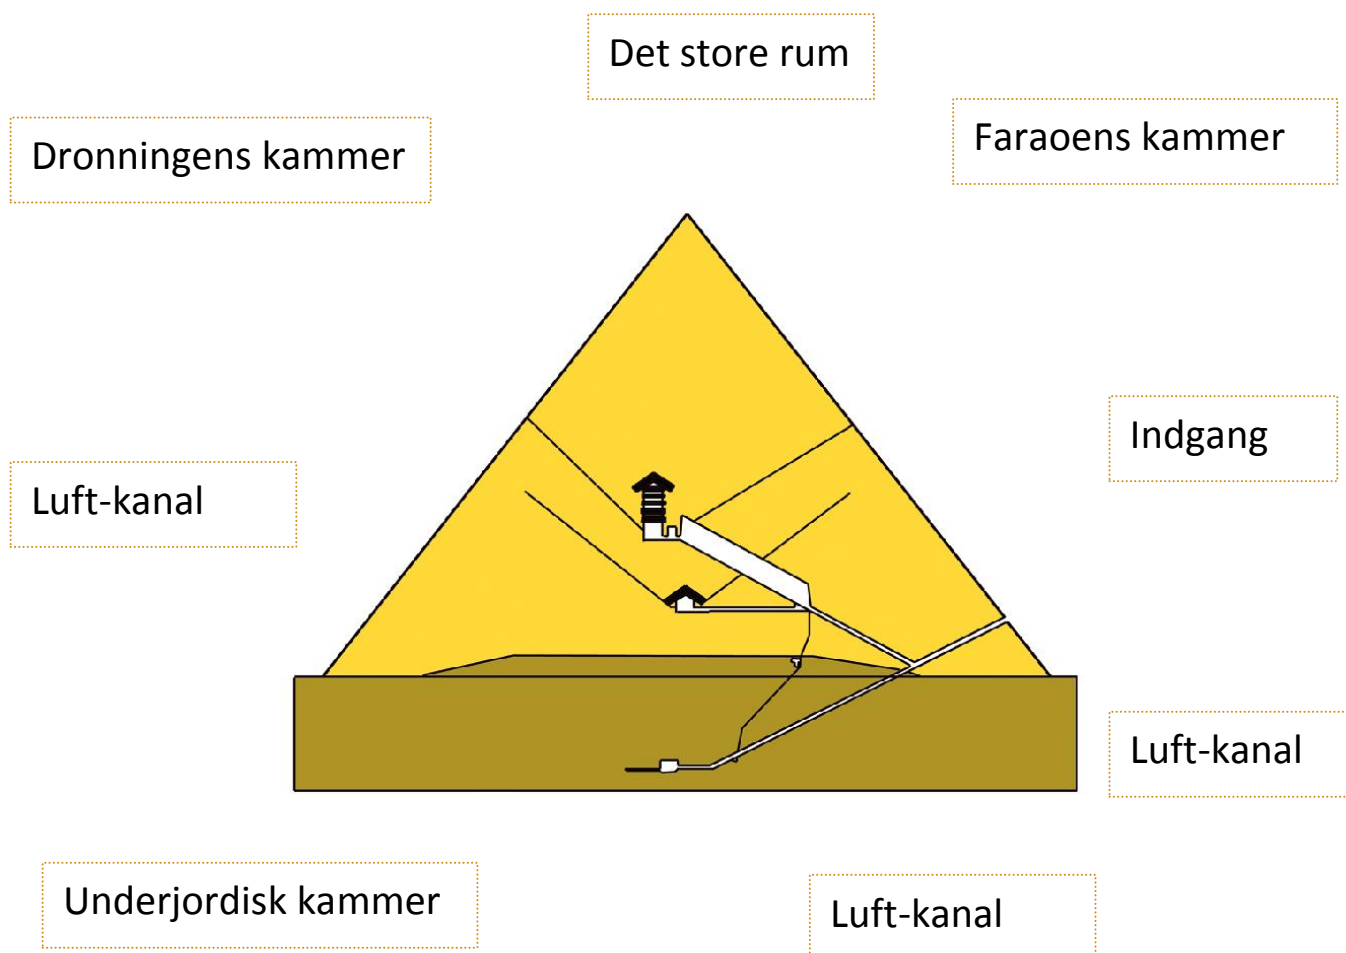 Det store rum
Faraoens kammer
Dronningens kammer
Indgang
Luft-kanal
Luft-kanal
Underjordisk kammer
Luft-kanal